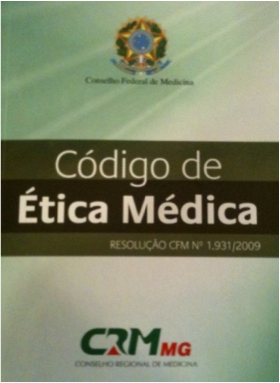 Conselho Federal de Medicina
Código de
Ética Médica
RESOLUÇÃO CFM Nº 1.931/2009
CRM MG
CONSELHO REGIONAL DE MEDICINA